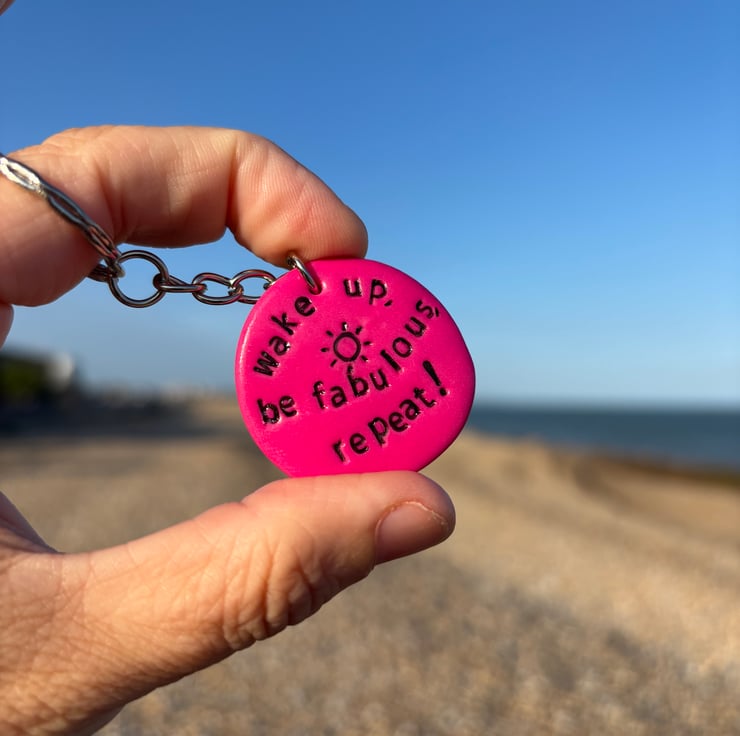 wake up,
be fabulous,
repeat!